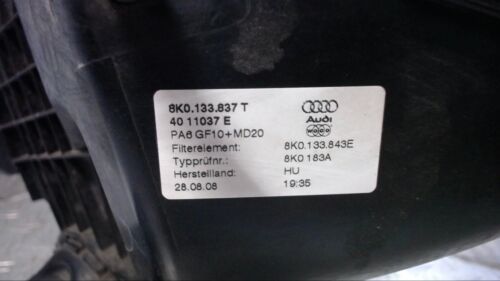 8K0.133.837 T
40 11037 E Audi
PA6 GF10+MD20
Filterelement: 8K0.133.843E
Typprüfnr.: 8K0 183A
Herstelland: HU
28.08.08 19:35